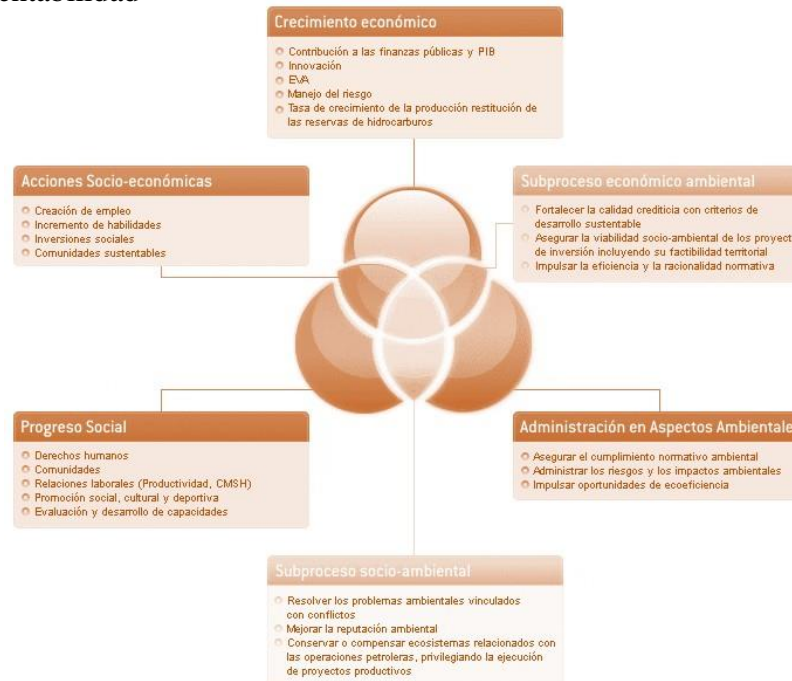 Crecimiento económico
Contribución a las finanzas públicas y PIB
Innovación
EVA
Manejo del riesgo
Tasa de crecimiento de la producción restitución de
las reservas de hidrocarburos
Acciones Socio-económicas
Creación de empleo
Incremento de habilidades
Inversiones sociales
Comunidades sustentables
Subproceso económico ambiental
Fortalecer la calidad crediticia con criterios de
desarrollo sustentable
Asegurar la viabilidad socio-ambiental de los proyect
de inversión incluyendo su factibilidad territorial
Impulsar la eficiencia y la racionalidad normativa
Progreso Social
Derechos humanos
Comunidades
Relaciones laborales (Productividad, CMSH)
Promoción social, cultural y deportiva
Evaluación y desarrollo de capacidades
Administración en Aspectos Ambientale
Asegurar el cumplimiento normativo ambiental
Administrar los riesgos y los impactos ambientales
Impulsar oportunidades de ecoeficiencia
Subproceso socio-ambiental
Resolver los problemas ambientales vinculados
con conflictos
Mejorar la reputación ambiental
Conservar o compensar ecosistemas relacionados con
las operaciones petroleras, privilegiando la ejecución
de proyectos productivos